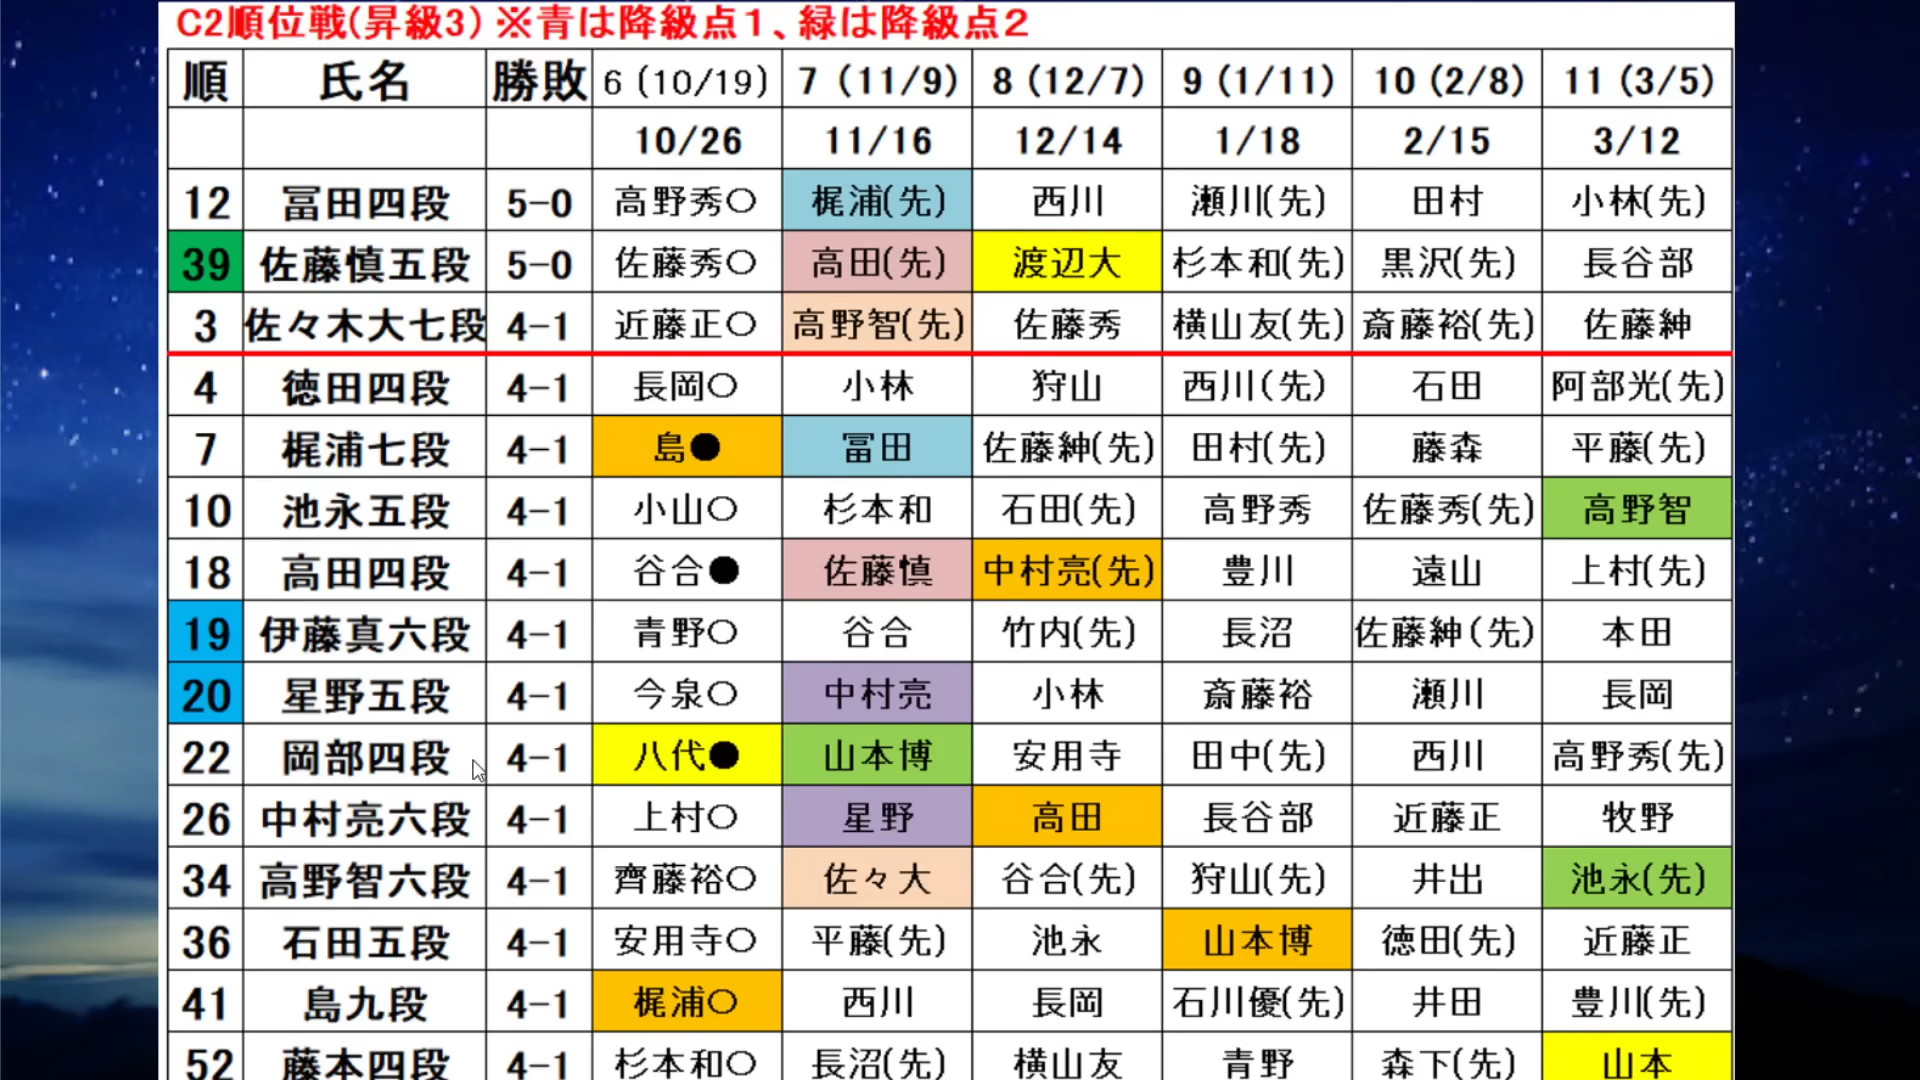 C2順位戦(昇級3) ※青は降級点1、緑は降級点2
順 氏名 勝敗 6 (10/19) 7 (11/9) 8 (12/7) 9 (1/11) 10 (2/8) 11 (3/5)
10/26 11/16 12/14 1/18 2/15 3/12
12 冨田四段 5-0 高野秀○ 梶浦(先) 西川 瀬川(先) 田村 小林(先)
39 佐藤慎五段 5-0 佐藤秀○ 高田(先) 渡辺大 杉本和(先) 黒沢(先) 長谷部
3 佐々木大七段 4-1 近藤正○ 高野智(先) 佐藤秀 横山友(先) 斎藤裕(先) 佐藤紳
4 徳田四段 4-1 長岡○ 小林 狩山 西川(先) 石田 阿部光(先)
7 梶浦七段 4-1 島● 冨田 佐藤紳(先) 田村(先) 藤森 平藤(先)
10 池永五段 4-1 小山○ 杉本和 石田(先) 高野秀 佐藤秀(先) 高野智
18 高田四段 4-1 谷合● 佐藤慎 中村亮(先) 豊川 遠山 上村(先)
19 伊藤真六段 4-1 青野○ 谷合 竹内(先) 長沼 佐藤紳(先) 本田
20 星野五段 4-1 今泉○ 中村亮 小林 斎藤裕 瀬川 長岡
22 岡部四段 4-1 八代● 山本博 安用寺 田中(先) 西川 高野秀(先)
26 中村亮六段 4-1 上村○ 星野 高田 長谷部 近藤正 牧野
34 高野智六段 4-1 齊藤裕○ 佐々大 谷合(先) 狩山(先) 井出 池永(先)
36 石田五段 4-1 安用寺○ 平藤(先) 池永 山本博 徳田(先) 近藤正
41 島九段 4-1 梶浦○ 西川 長岡 石川優(先) 井田 豊川(先)
52 藤本四段 4-1 杉本和○ 長沼(先) 横山友 青野 森下(先) 山本